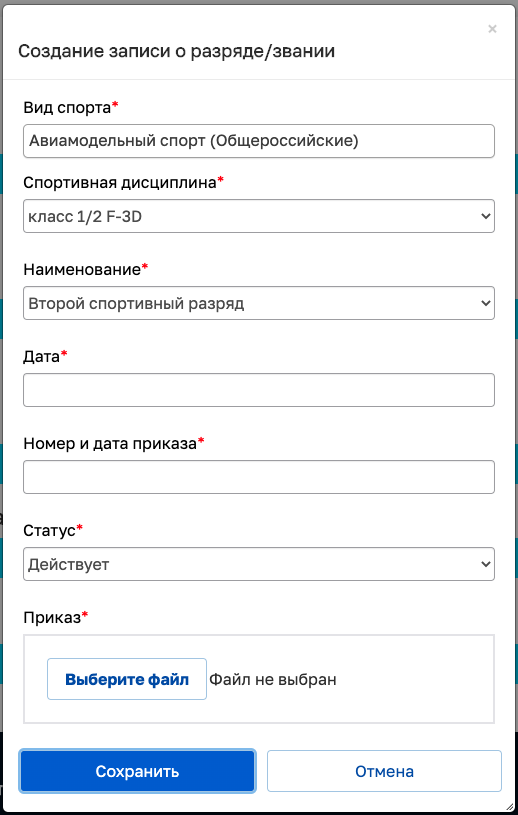 ×
Создание записи о разряде/звании
Вид спорта*
Авиамодельный спорт (Общероссийские)
Спортивная дисциплина*
класс 1/2 F-3D
Наименование*
Второй спортивный разряд
Дата*
Номер и дата приказа*
Статус*
Действует
Приказ*
Выберите файл Файл не выбран
Сохранить Отмена